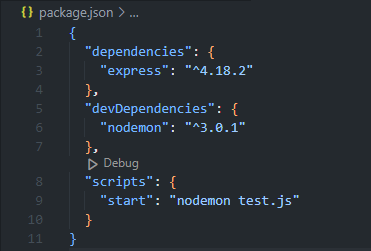 {} package.json > ...
1 {
2 "dependencies": {
3 "express": "^4.18.2"
4 },
5 "devDependencies": {
6 "nodemon": "^3.0.1"
7 },
Debug
8 "scripts": {
9 "start": "nodemon test.js"
10 }
11 }